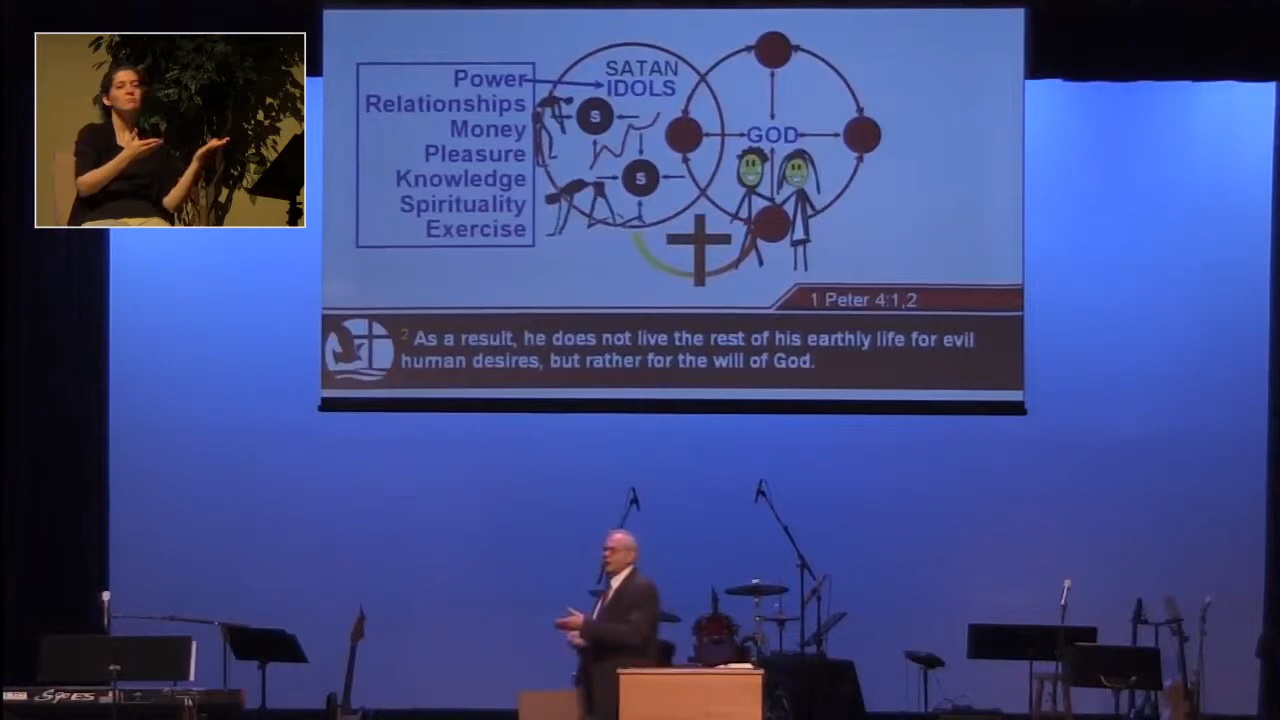 Power
Relationships
Money
Pleasure
Knowledge
Spirituality
Exercise
SATAN
IDOLS
S
S
GOD
1 Peter 4:1,2
2 As a result, he does not live the rest of his earthly life for evil
human desires, but rather for the will of God.